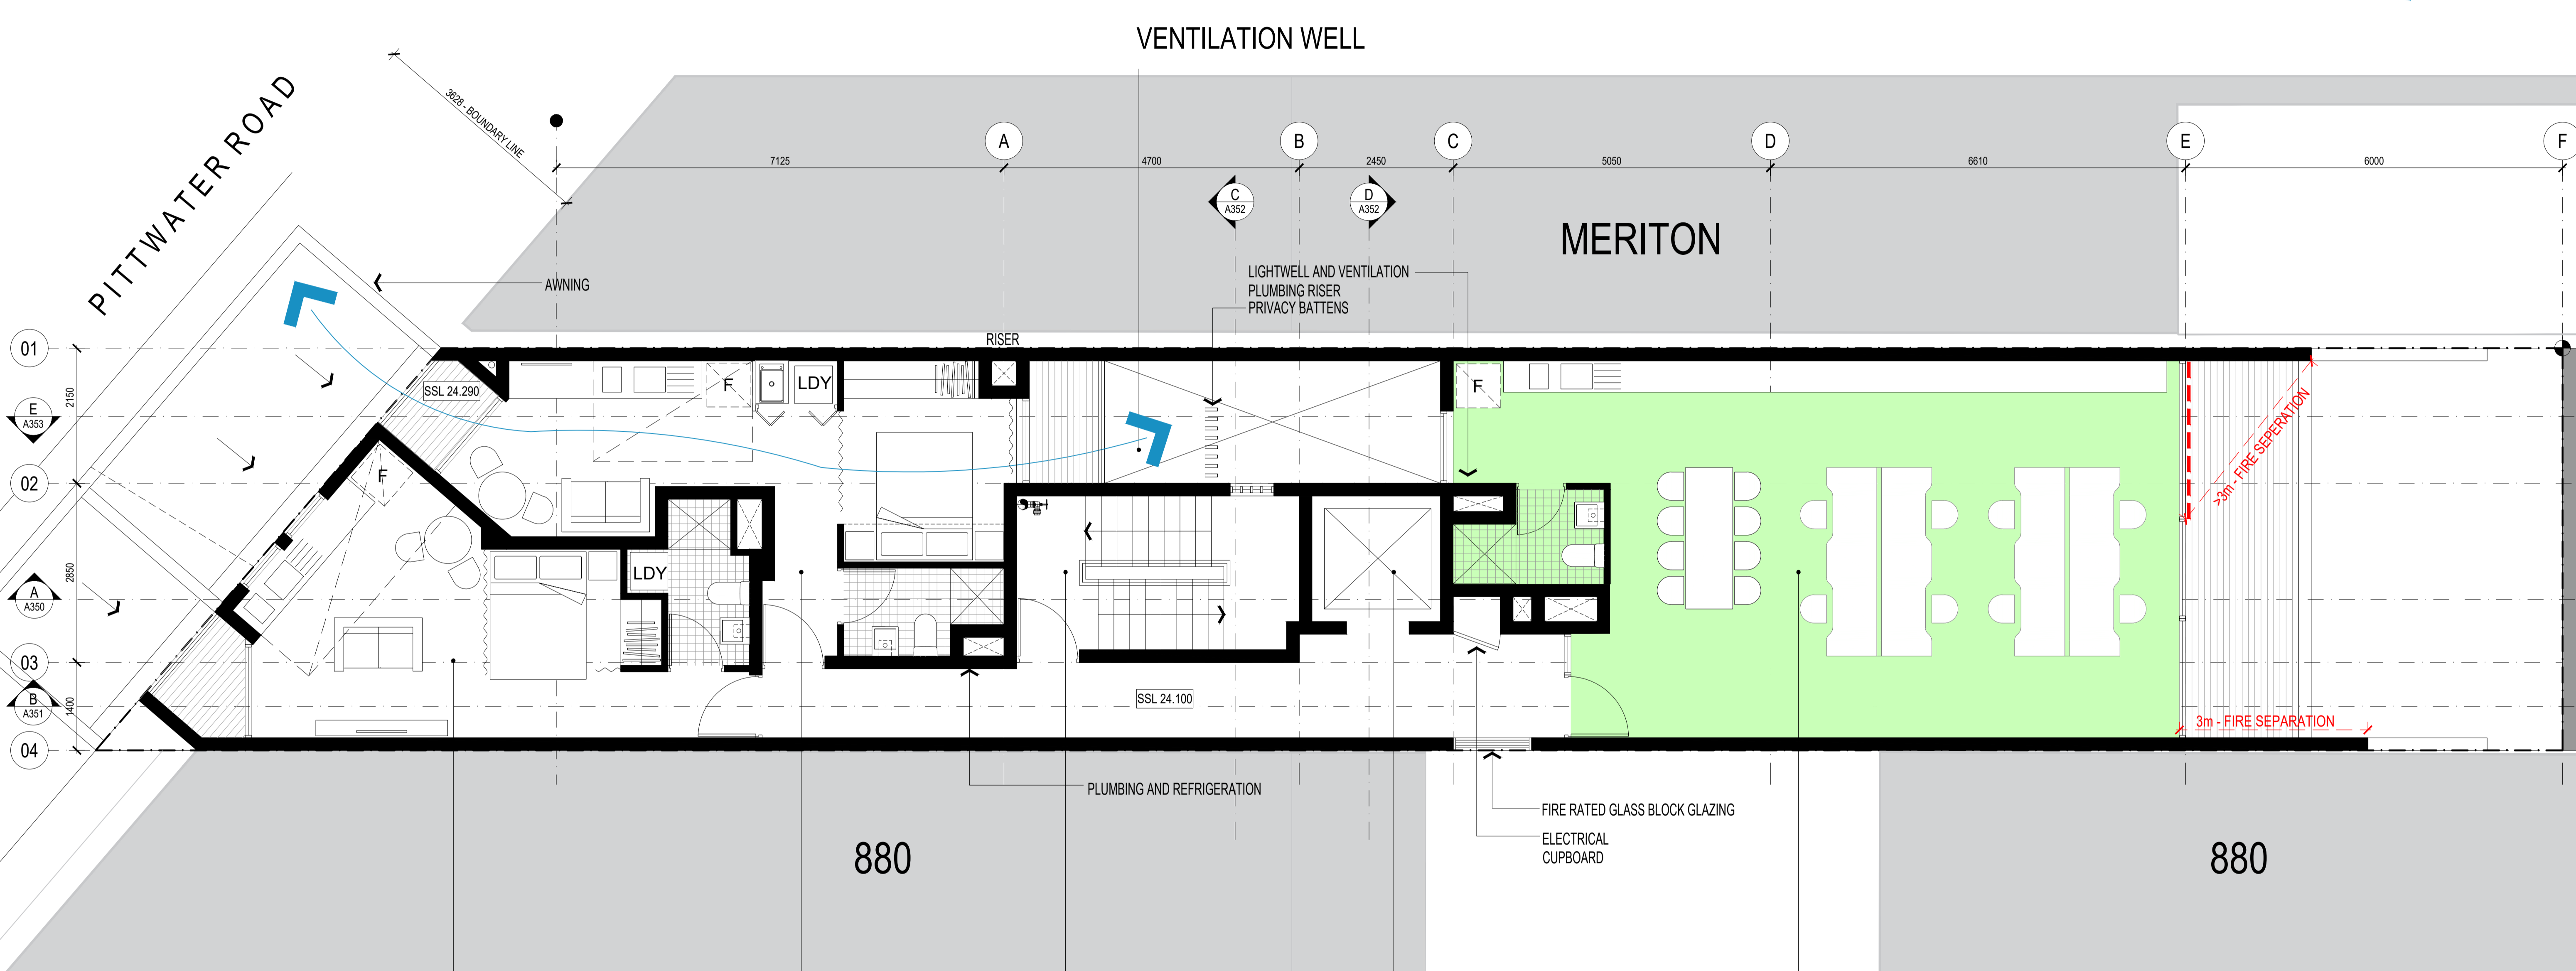 VENTILATION WELL
PITTWATER ROAD
3628 - BOUNDARY LINE
A
B
C
D
E
F
7125
4700
2450
5050
6610
6000
C
A352
D
A352
MERITON
AWNING
LIGHTWELL AND VENTILATION
PLUMBING RISER
PRIVACY BATTENS
RISER
01
2150
E
A353
02
2850
A
A350
03
B
A351
1400
04
SSL 24.290
F
LDY
F
F
LDY
SSL 24.100
>3m - FIRE SEPERATION
3m - FIRE SEPARATION
PLUMBING AND REFRIGERATION
FIRE RATED GLASS BLOCK GLAZING
ELECTRICAL
CUPBOARD
880
880